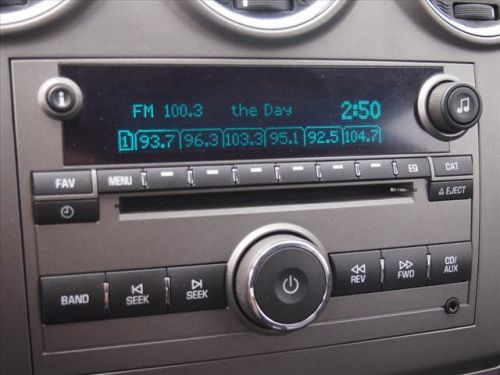 FM 100.3 the Day 2:50
1 93.7 96.3 103.3 95.1 92.5 104.7
FAV MENU EQ CAT
EJECT
BAND SEEK SEEK REV FWD CD/
AUX